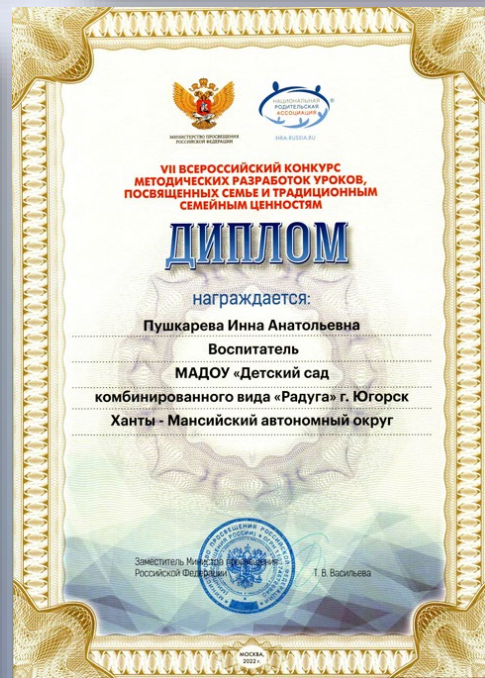 МИНИСТЕРСТВО ПРОСВЕЩЕНИЯ
РОССИЙСКОЙ ФЕДЕРАЦИИ
НАЦИОНАЛЬНАЯ
РОДИТЕЛЬСКАЯ
АССОЦИАЦИЯ
NRA-RUSSIA.RU
VII ВСЕРОССИЙСКИЙ КОНКУРС
МЕТОДИЧЕСКИХ РАЗРАБОТОК УРОКОВ,
ПОСВЯЩЕННЫХ СЕМЬЕ И ТРАДИЦИОННЫМ
СЕМЕЙНЫМ ЦЕННОСТЯМ
ДИПЛОМ
награждается:
Пушкарева Инна Анатольевна
Воспитатель
МАДОУ «Детский сад
комбинированного вида «Радуга» г. Югорск
Ханты - Мансийский автономный округ
Заместитель Министра просвещения
Российской Федерации
Т. В. Васильева
МОСКВА,
2022 г.